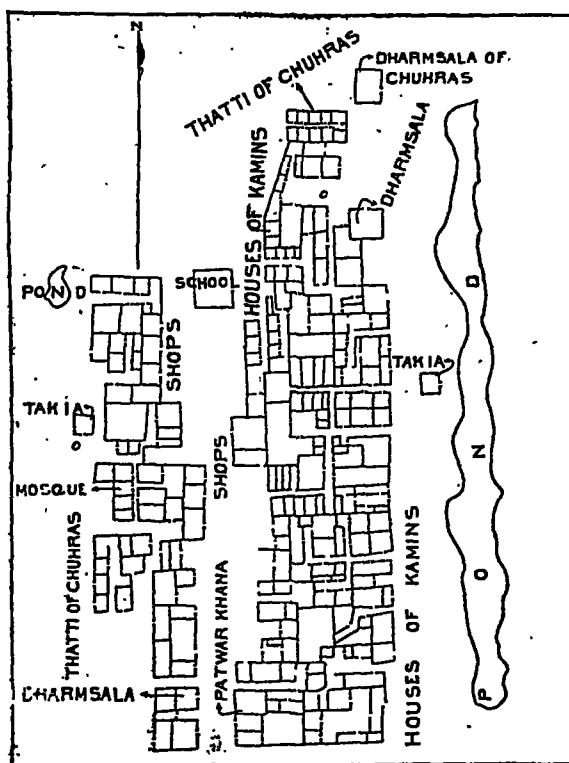 N
DHARMSALA OF
CHUHRAS
THATTI OF CHUHRAS
DHARMSALA
HOUSES OF KAMINS
SCHOOL
POND
SHOPS
TAKIA
TAKIA
SHOPS
MOSQUE
THATTI OF CHUHRAS
PATWAR KHANA
HOUSES OF KAMINS
DHARMSALA
POND